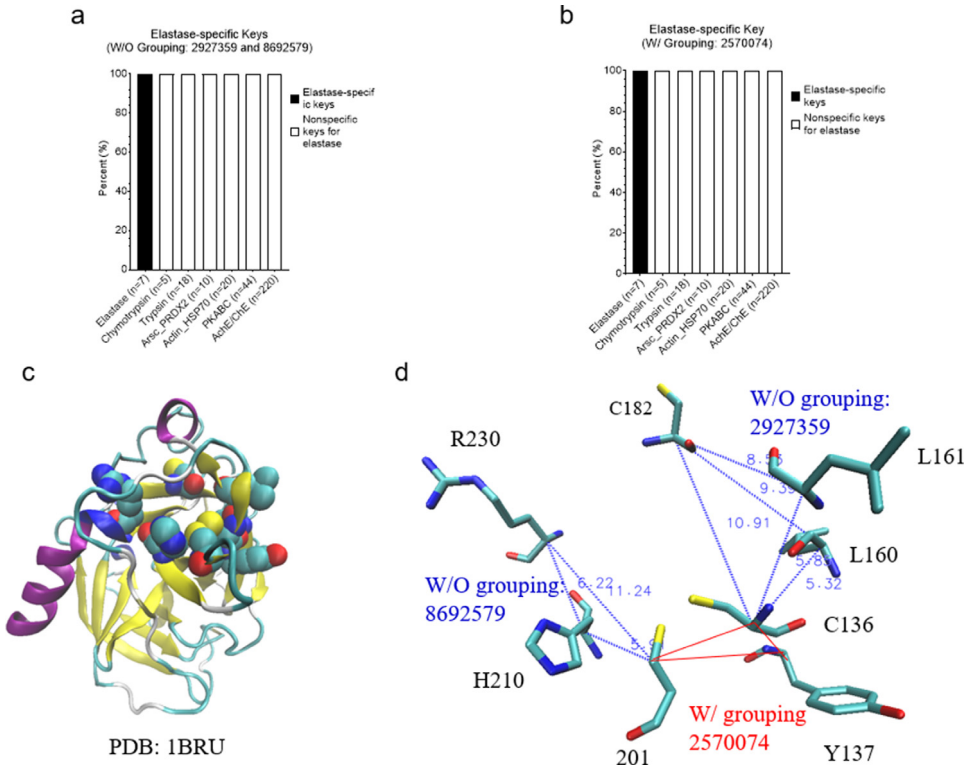 a
Elastase-specific Keys
(W/O Grouping: 2927359 and 8692579)
Percent (%)
100
80
60
40
20
0
Elastase (n=7)
Chymotrypsin (n=5)
Trypsin (n=18)
Arsc_PRDX2 (n=10)
Actin_HSP70 (n=20)
PKABC (n=44)
AchE/ChE (n=220)
Elastase-specif
ic keys
Nonspecific
keys for
elastase
b
Elastase-specific Key
(W/ Grouping: 2570074)
Percent (%)
100
80
60
40
20
0
Elastase (n=7)
Chymotrypsin (n=5)
Trypsin (n=18)
Arsc_PRDX2 (n=10)
Actin_HSP70 (n=20)
PKABC (n=44)
AchE/ChE (n=220)
Elastase-specific
keys
Nonspecific keys
for elastase
c
PDB: 1BRU
d
C182
W/O grouping:
2927359
R230
L161
10.91
L160
5.32
W/O grouping:
8692579
6.22
11.24
C136
H210
W/ grouping
2570074
201
Y137